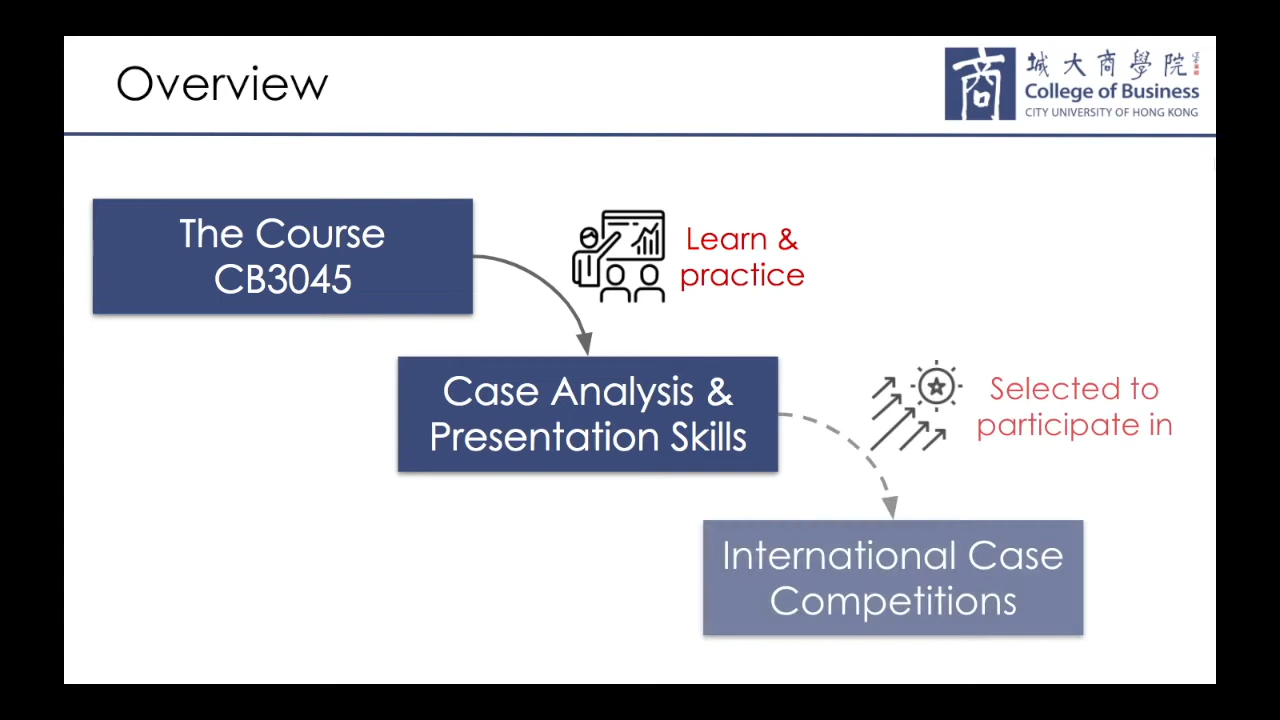 Overview
商
城大商學院
College of Business
CITY UNIVERSITY OF HONG KONG
The Course
CB3045
Learn &
practice
Case Analysis &
Presentation Skills
Selected to
participate in
International Case
Competitions